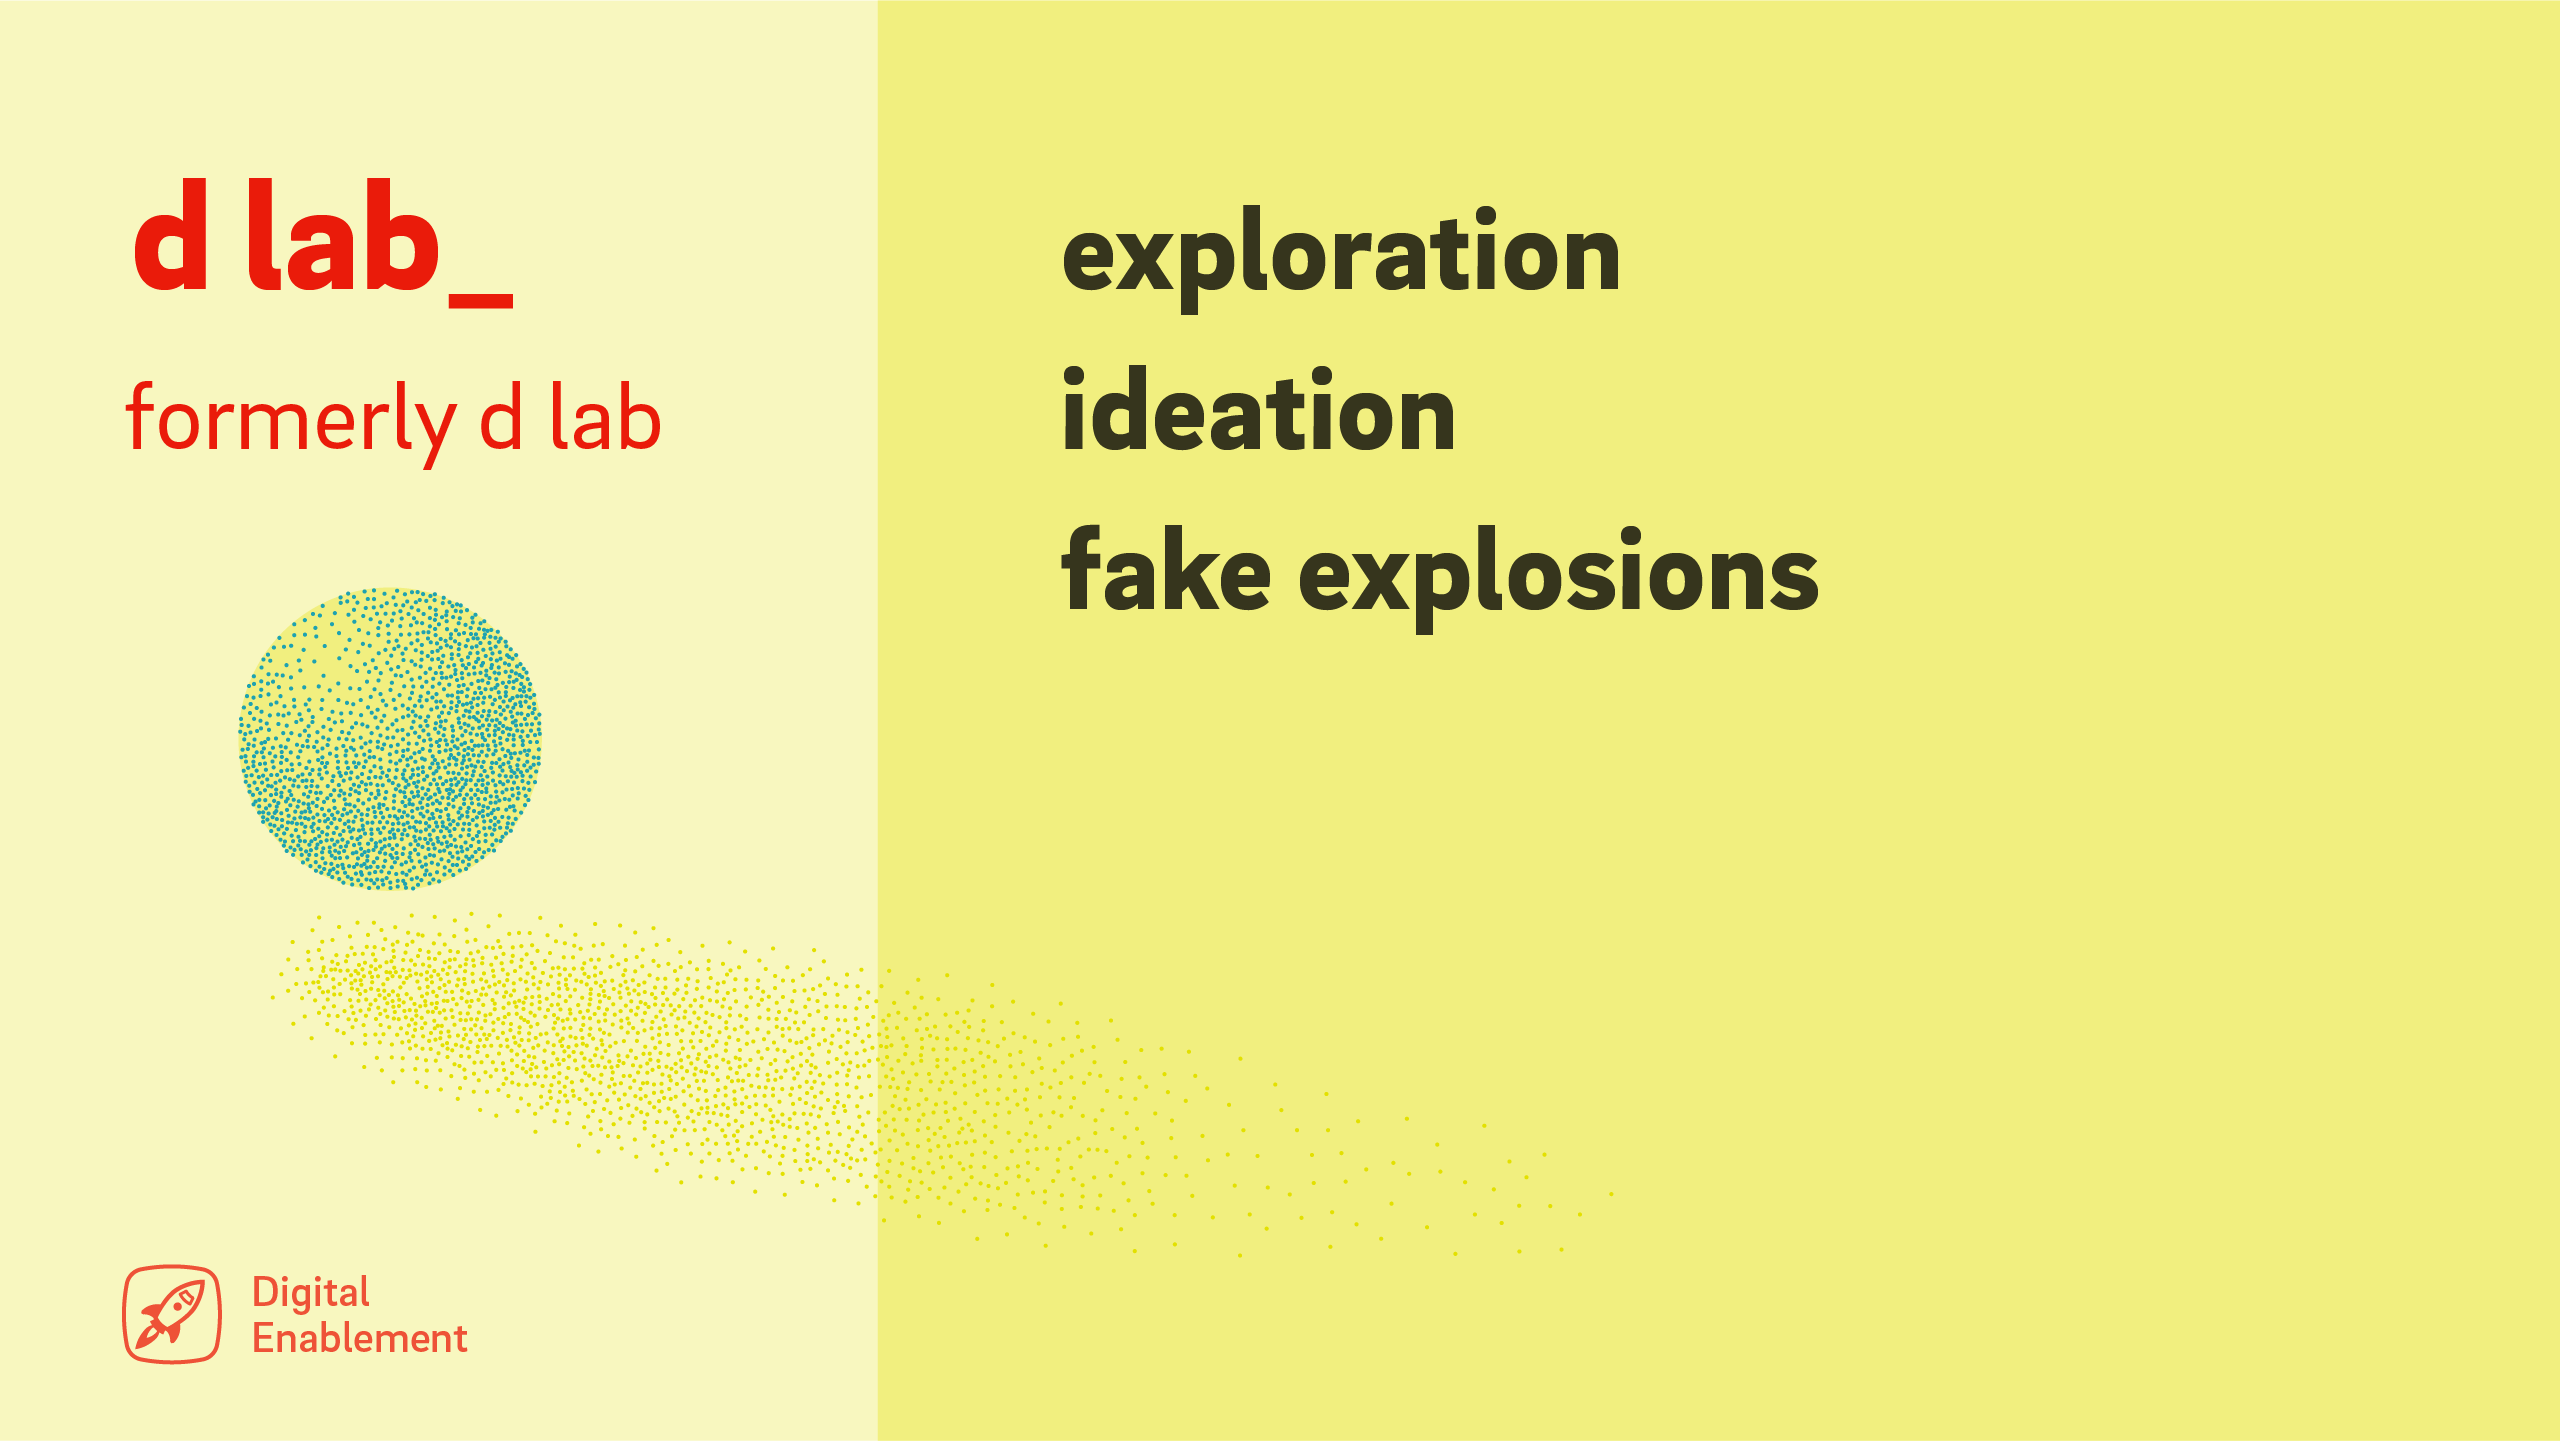 d lab_
formerly d lab
exploration
ideation
fake explosions
Digital
Enablement